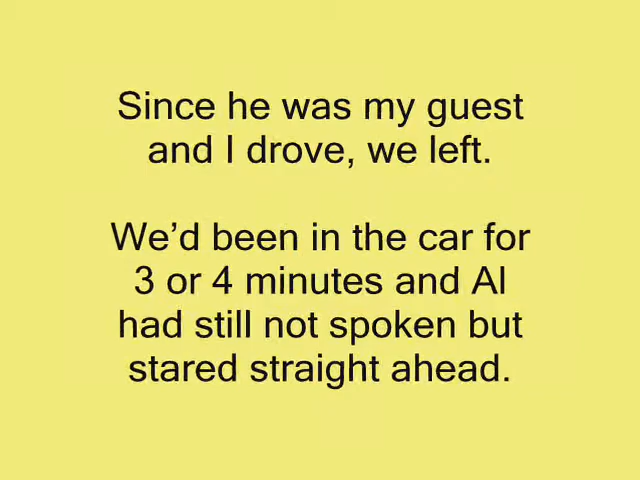 Since he was my guest
and I drove, we left.
We’d been in the car for
3 or 4 minutes and Al
had still not spoken but
stared straight ahead.